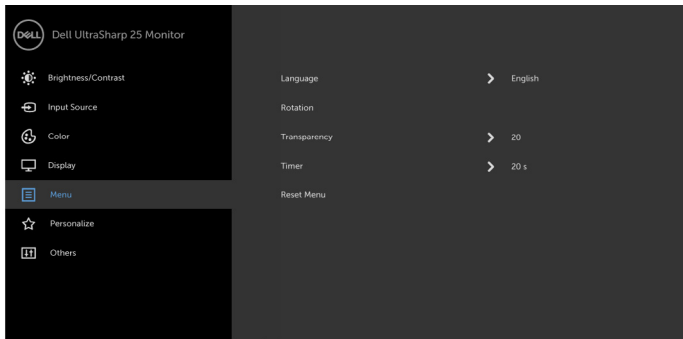 DELL Dell UltraSharp 25 Monitor
Brightness/Contrast
Input Source
Color
Display
Menu
Personalize
Others
Language English
Rotation
Transparency 20
Timer 20 s
Reset Menu